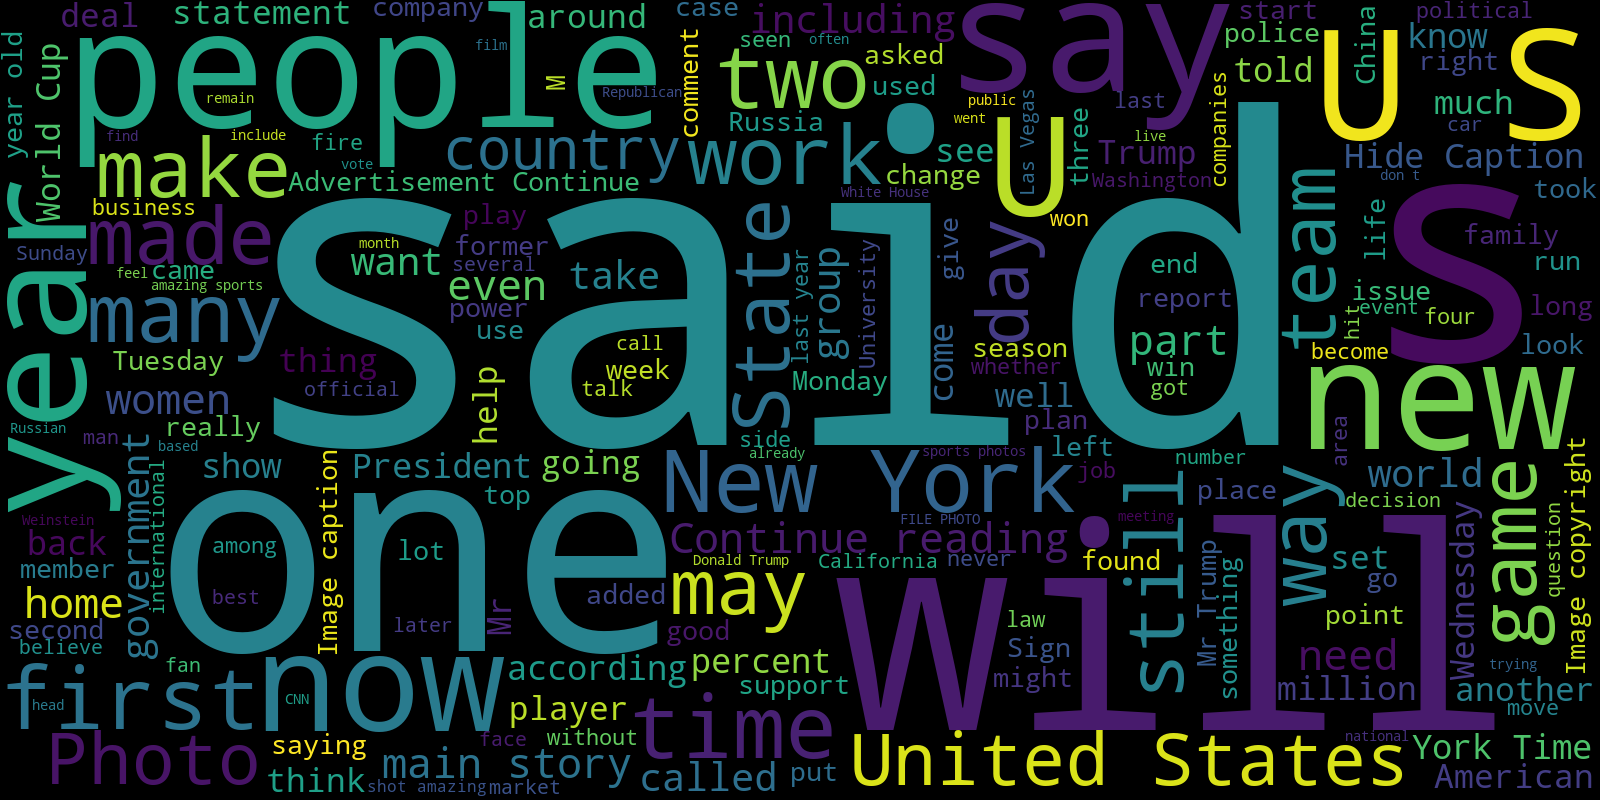 deal
statement
company
around
case
including
say
start
political
people
film
seen
often
asked
police
China
know
U S
year old
World Cup
M
comment
two
used
told
right
remain
Republican
companies
last
much
find
include
fire
Russia
public
went
Las Vegas
three
live
car
make
vote
country
work
see
Trump
Hide Caption
Advertisement Continue
change
U
Washington
don t
took
business
White House
won
made
play
day
team
life
family
Sunday
month
former
want
several
State
group
University
give
end
run
year
feel
came
amazing sports
even
take
last year
report
issue
event
long
many
power
use
said
come
part
hit
four
s
Tuesday
thing
call
week
season
whether
win
become
look
official
talk
Monday
got
new
women
help
well
plan
Russian
man
really
based
side
already
sports photos
left
area
government
international
show
President
going
New York
job
number
world
Image caption
top
still
place
way
decision
Weinstein
back
among
lot
one
FILE PHOTO
Continue reading
meeting
Wednesday
game
question
Image copyright
member
Donald Trump
California
never
found
set
go
home
best
Mr
added
may
will
Mr Trump
something
point
second
later
good
law
believe
Sign
need
fan
according
percent
might
trying
first
now
CNN
support
million
another
head
player
time
move
Photo
saying
face
without
United States
national
York Time
think
main story
called
put
shot amazing
market
American